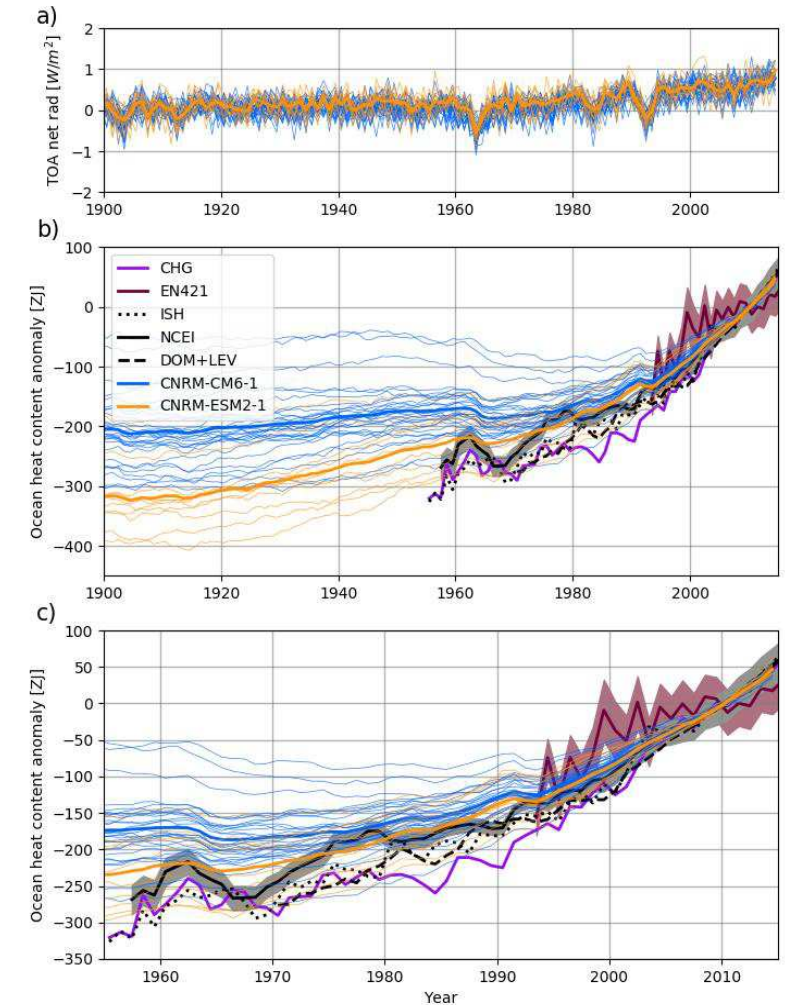 a)
TOA net rad [W/m²]
2
1
0
−1
−2
1900 1920 1940 1960 1980 2000
b)
Ocean heat content anomaly [ZJ]
100
0
−100
−200
−300
−400
CHG
EN421
ISH
NCEI
DOM+LEV
CNRM-CM6-1
CNRM-ESM2-1
1900 1920 1940 1960 1980 2000
c)
Ocean heat content anomaly [ZJ]
100
50
0
−50
−100
−150
−200
−250
−300
−350
1960 1970 1980 1990 2000 2010
Year